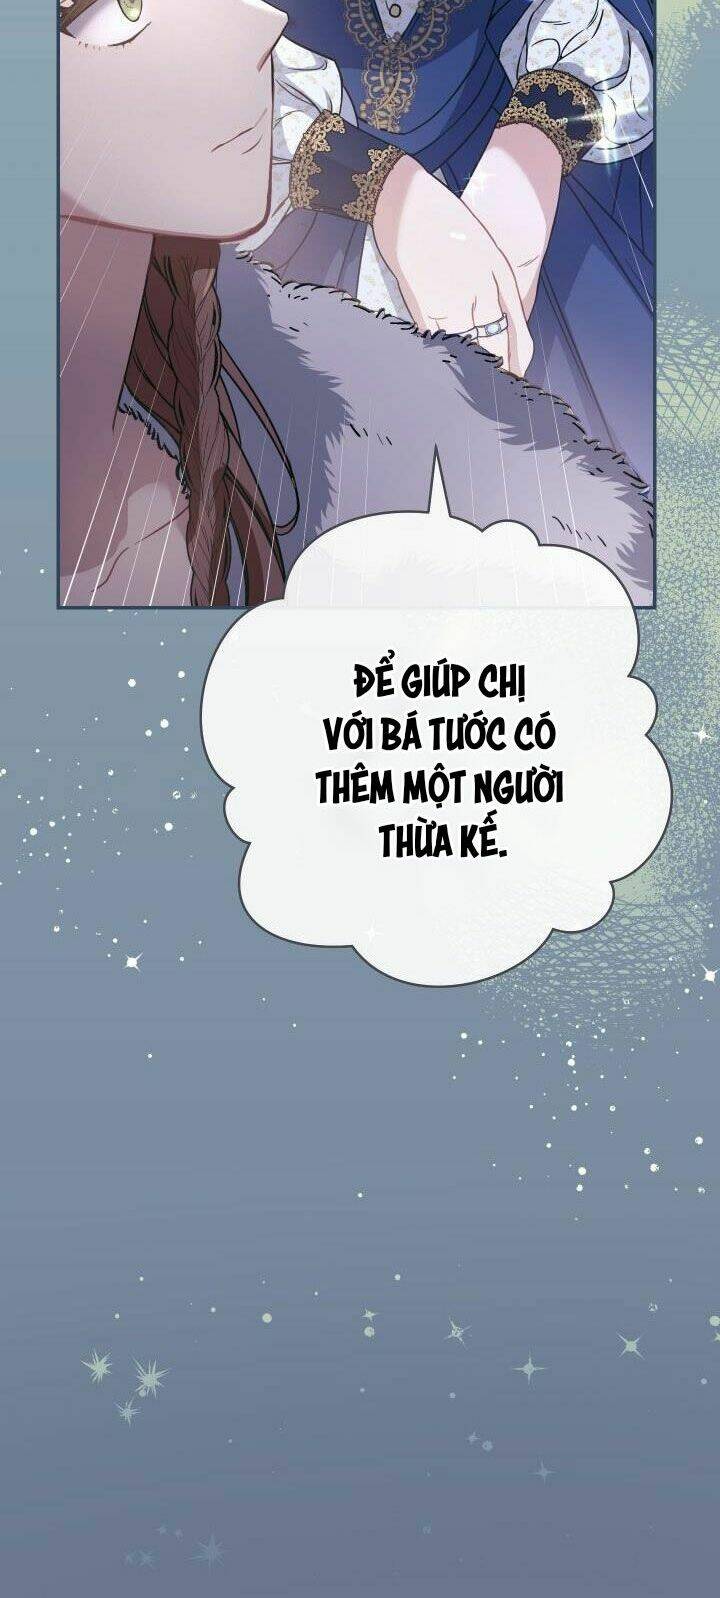 ĐỂ GIÚP CHỊ
VỚI BÁ TƯỚC CÓ
THÊM MỘT NGƯỜI
THỪA KẾ.